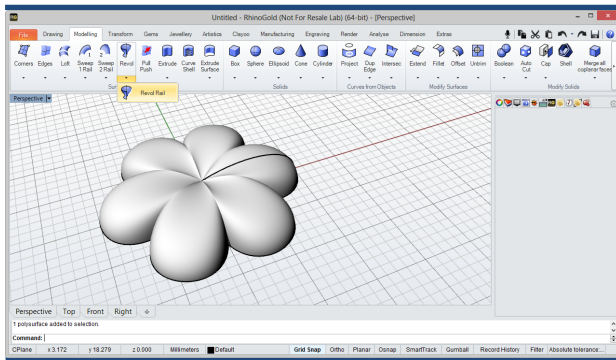 Untitled - RhinoGold (Not For Resale Lab) (64-bit) - [Perspective]
File Drawing Modelling Transform Gems Jewellery Artistics Clayoo Manufacturing Engraving Render Analyse Dimension Extras
Corners Edges Loft Sweep 1 Rail Sweep 2 Rail Revol Pull Push Extrude Curve Shell Extrude Surface Box Sphere Ellipsoid Cone Cylinder Project Dup Edge Intersec Extend Fillet Offset Untrim Boolean Auto Cut Cap Shell Merge all coplanar faces
Sur Solids Curves from Objects Modify Surfaces Modify Solids
Revol Rail
Perspective
Perspective Top Front Right
1 polysurface added to selection.
Command:
CPlane x 3.172 y 18.279 z 0.000 Millimeters Default Grid Snap Ortho Planar Osnap SmartTrack Gumball Record History Filter Absolute tolerance:...